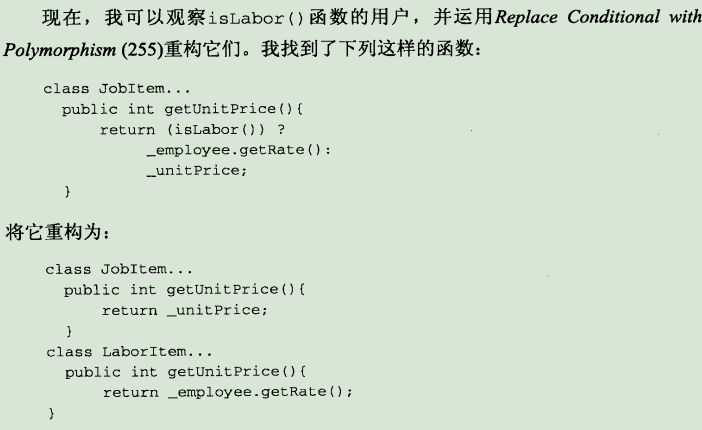 现在，我可以观察isLabor()函数的用户，并运用Replace Conditional with
Polymorphism (255)重构它们。我找到了下列这样的函数：
class JobItem...
public int getUnitPrice(){
return (isLabor()) ?
_employee.getRate():
_unitPrice;
}
将它重构为：
class JobItem...
public int getUnitPrice(){
return _unitPrice;
}
class LaborItem...
public int getUnitPrice(){
return _employee.getRate();
}